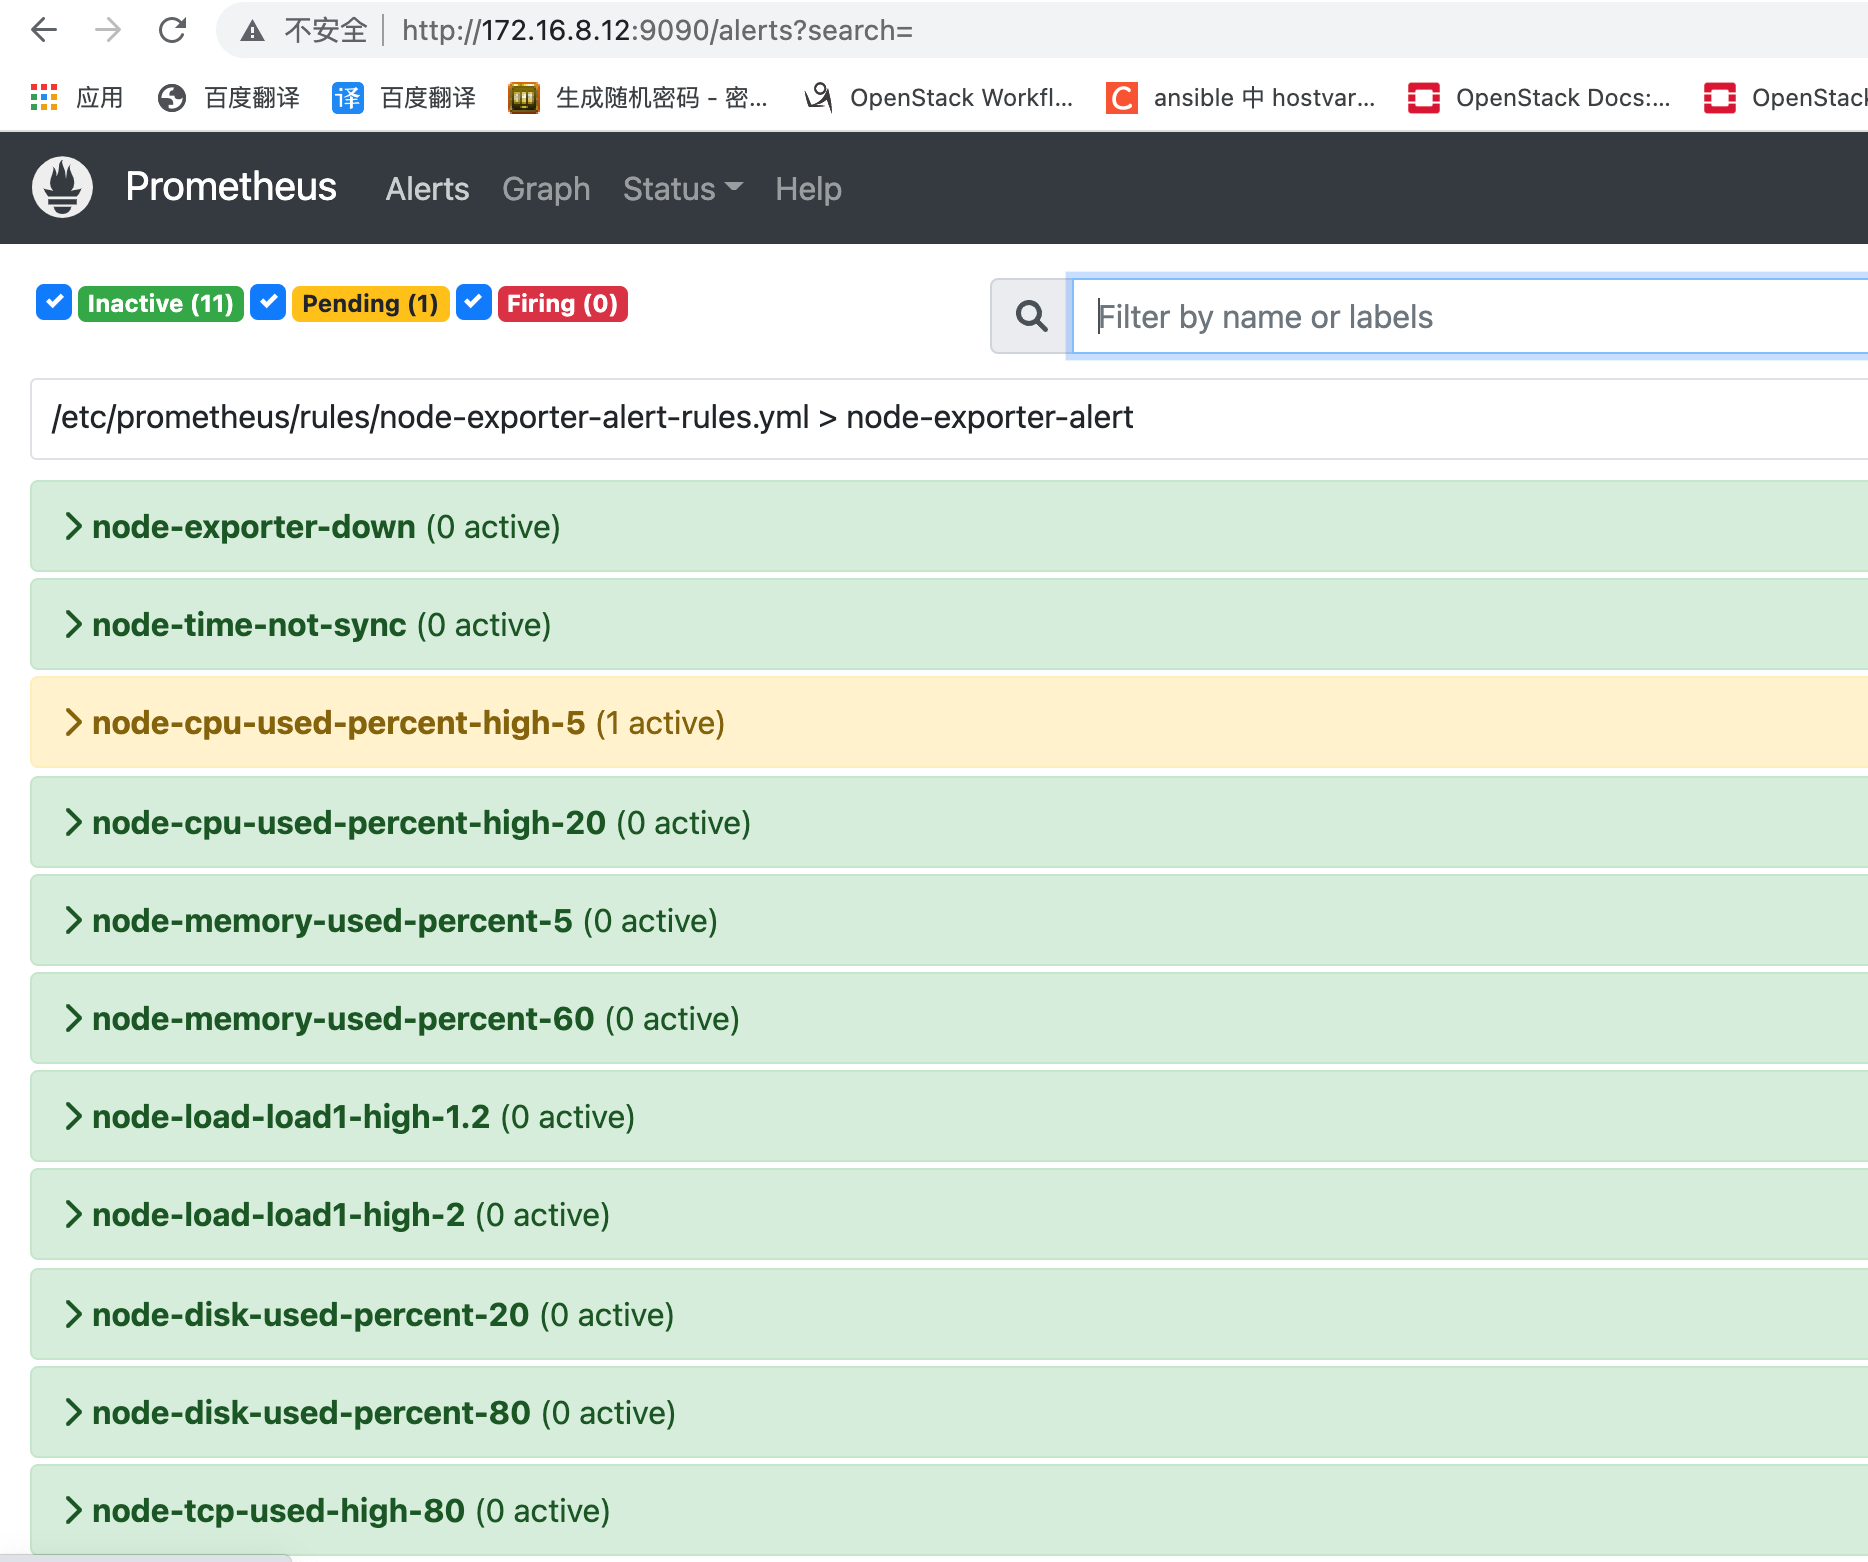 不安全 http://172.16.8.12:9090/alerts?search=
应用 百度翻译 译 百度翻译 生成随机密码 - 密... OpenStack Workfl... C ansible 中 hostvar... OpenStack Docs:... OpenStack
Prometheus Alerts Graph Status Help
Inactive (11) Pending (1) Firing (0) Filter by name or labels
/etc/prometheus/rules/node-exporter-alert-rules.yml > node-exporter-alert
node-exporter-down (0 active)
node-time-not-sync (0 active)
node-cpu-used-percent-high-5 (1 active)
node-cpu-used-percent-high-20 (0 active)
node-memory-used-percent-5 (0 active)
node-memory-used-percent-60 (0 active)
node-load-load1-high-1.2 (0 active)
node-load-load1-high-2 (0 active)
node-disk-used-percent-20 (0 active)
node-disk-used-percent-80 (0 active)
node-tcp-used-high-80 (0 active)